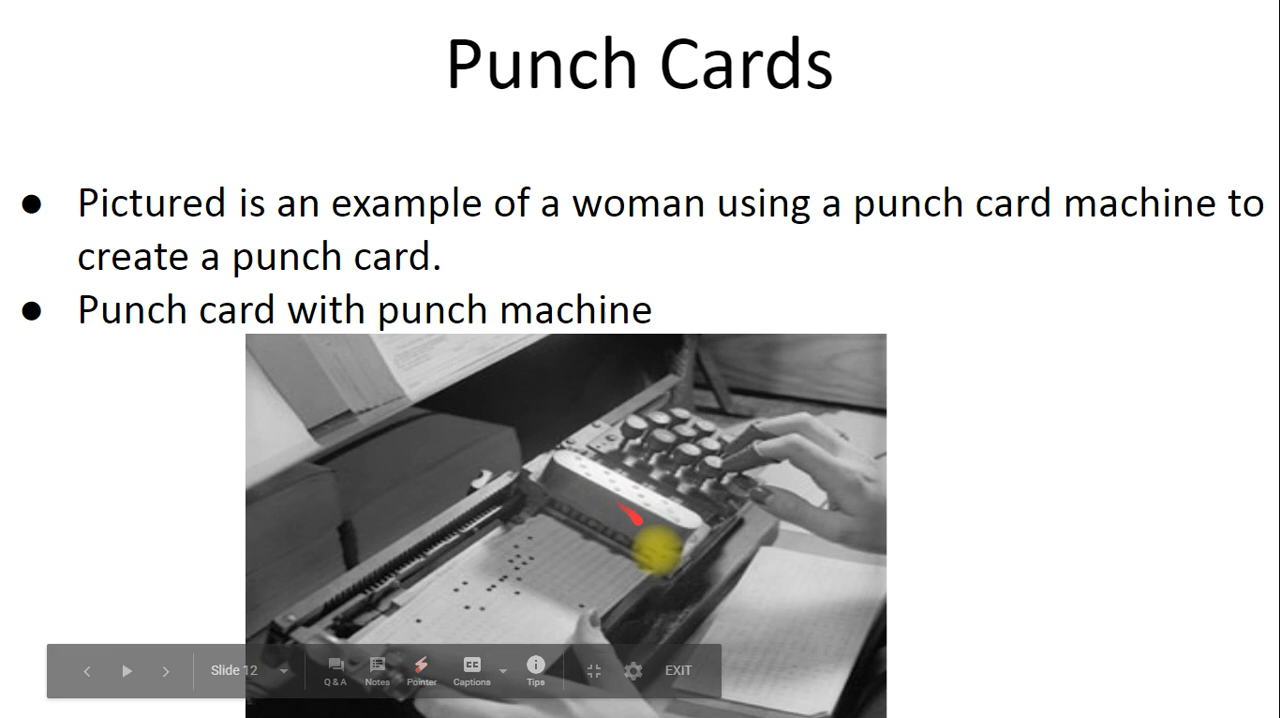 Punch Cards
● Pictured is an example of a woman using a punch card machine to
create a punch card.
● Punch card with punch machine
Slide 12
Q & A
Notes
Pointer
CC
Captions
Tips
EXIT